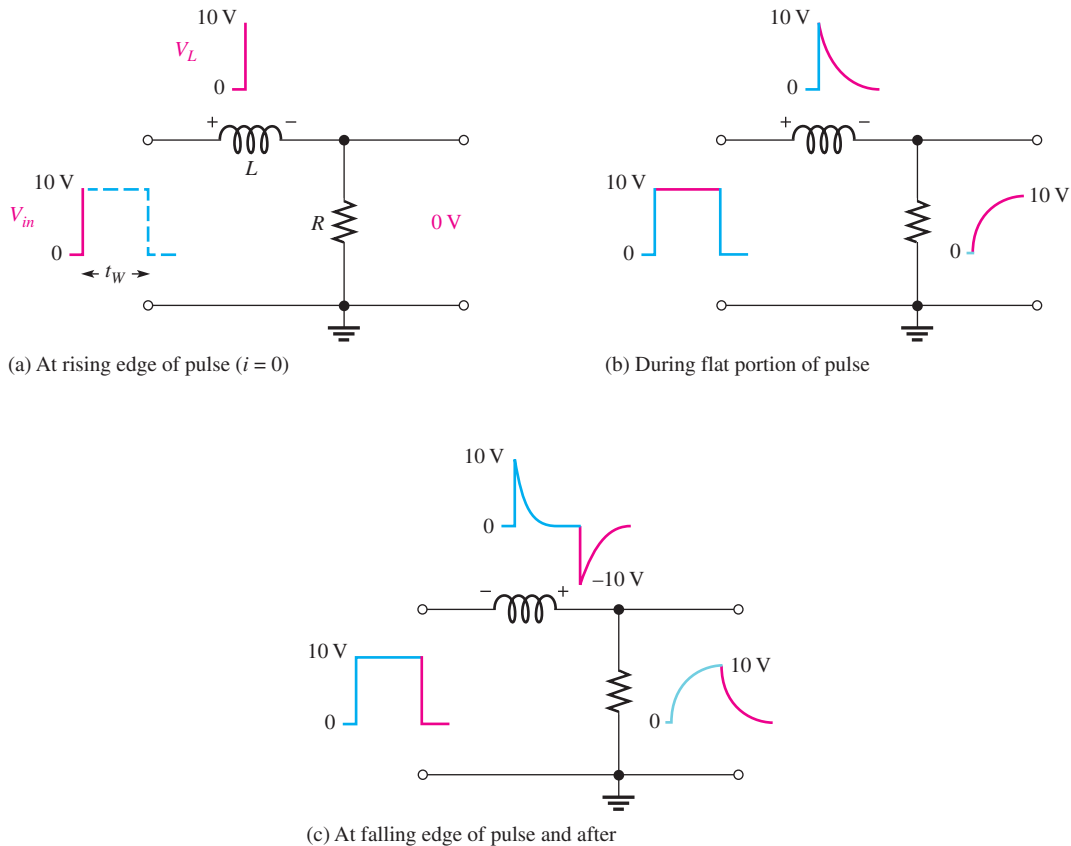 10 V
V_L
0
+ −
L
10 V
V_in
0
t_W
R
0 V
(a) At rising edge of pulse (i = 0)
10 V
0
+ −
10 V
0
10 V
0
(b) During flat portion of pulse
10 V
0
–10 V
− +
10 V
0
10 V
0
(c) At falling edge of pulse and after